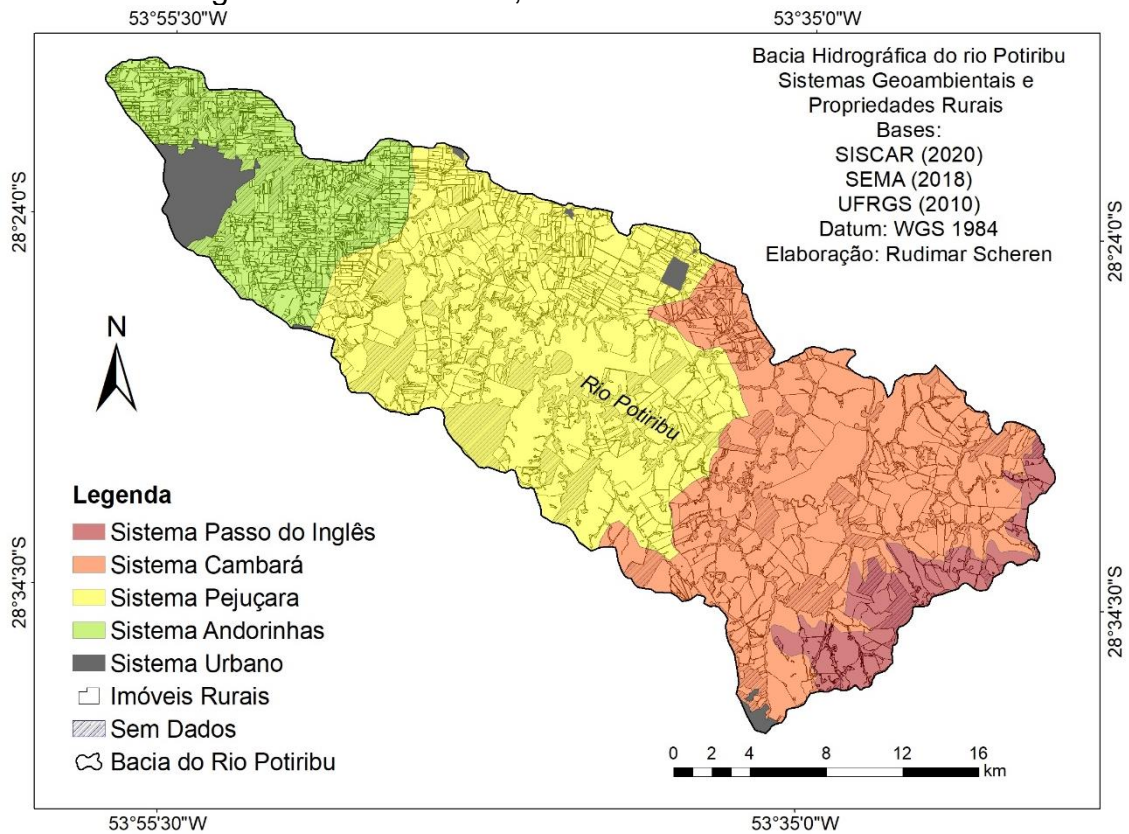 53°55'30"W
53°35'0"W
Bacia Hidrográfica do rio Potiribu
Sistemas Geoambientais e
Propriedades Rurais
Bases:
SISCAR (2020)
SEMA (2018)
UFRGS (2010)
Datum: WGS 1984
Elaboração: Rudimar Scheren
28°24'0"S
28°24'0"S
N
Rio Potiribu
Legenda
Sistema Passo do Inglês
Sistema Cambará
Sistema Pejuçara
Sistema Andorinhas
Sistema Urbano
Imóveis Rurais
Sem Dados
Bacia do Rio Potiribu
28°34'30"S
28°34'30"S
0 2 4 8 12 16
km
53°55'30"W
53°35'0"W